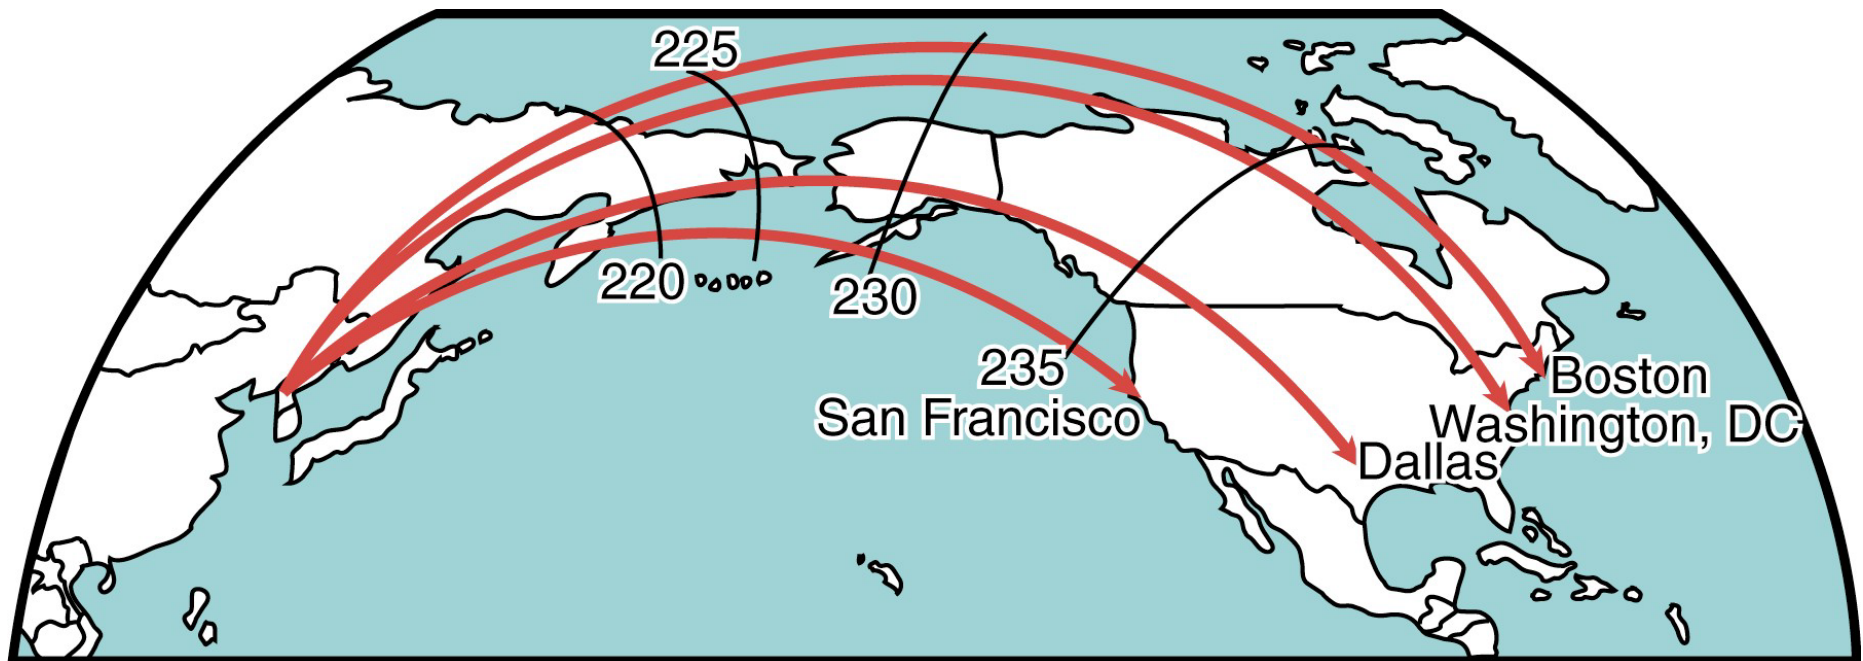 225
220
230
235
San Francisco
Boston
Washington, DC
Dallas